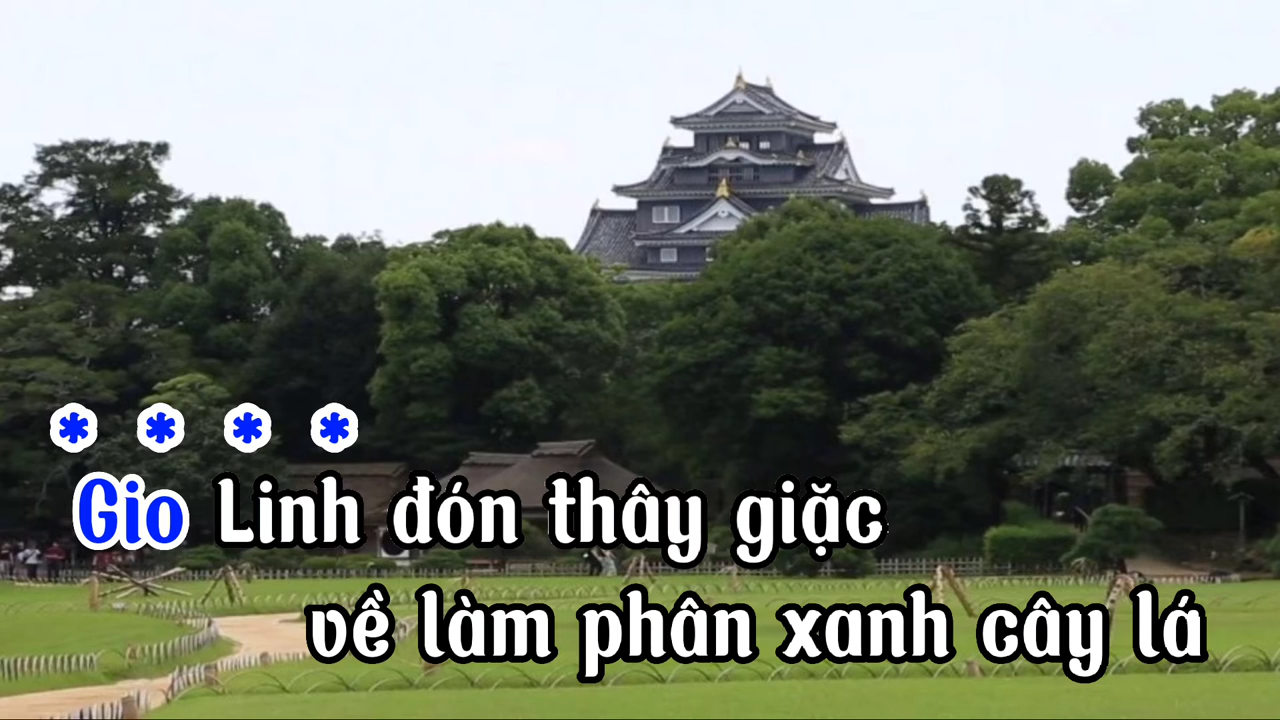 * * * *
Gio Linh đón thây giặc
về làm phân xanh cây lá